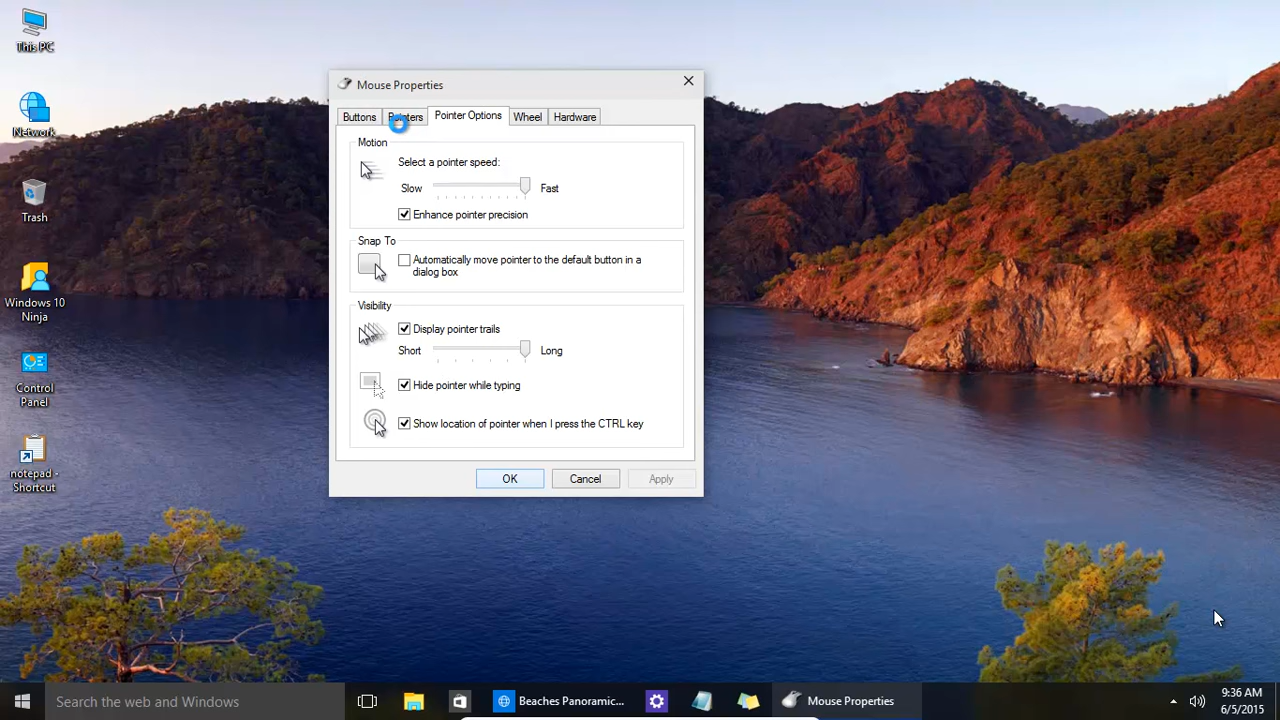 This PC
Network
Trash
Windows 10
Ninja
Control
Panel
notepad -
Shortcut
Mouse Properties
Buttons
Pointers
Pointer Options
Wheel
Hardware
Motion
Select a pointer speed:
Slow
Fast
Enhance pointer precision
Snap To
Automatically move pointer to the default button in a
dialog box
Visibility
Display pointer trails
Short
Long
Hide pointer while typing
Show location of pointer when I press the CTRL key
OK
Cancel
Apply
Search the web and Windows
Beaches Panoramic...
Mouse Properties
9:36 AM
6/5/2015